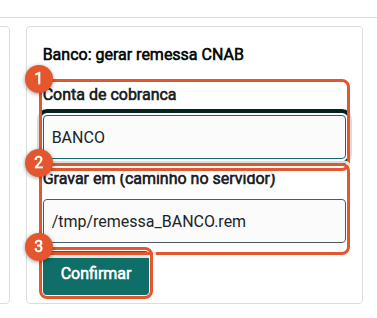 Banco: gerar remessa CNAB
1
Conta de cobranca
BANCO
2
Gravar em (caminho no servidor)
/tmp/remessa_BANCO.rem
3
Confirmar